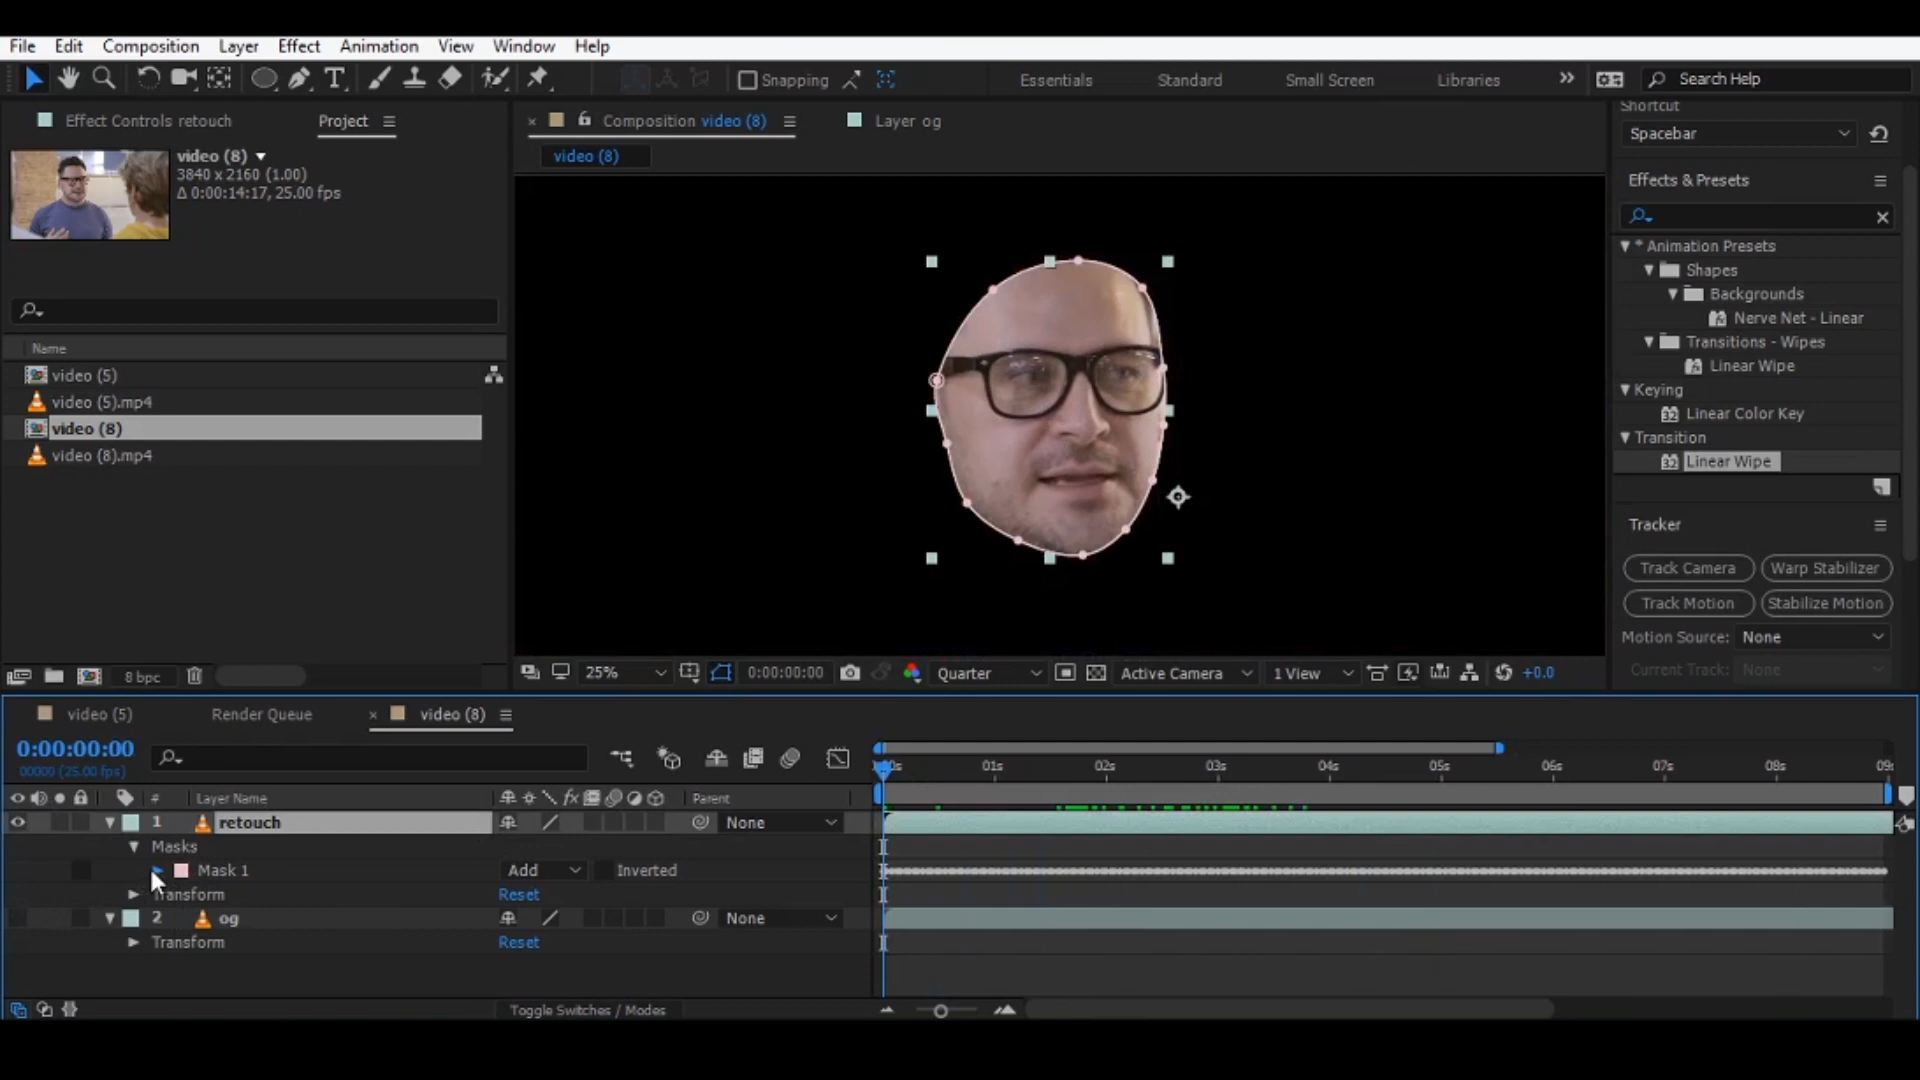 File Edit Composition Layer Effect Animation View Window Help
Snapping Essentials Standard Small Screen Libraries Search Help
Effect Controls retouch Project
Composition video (8) Layer og
video (8)
video (8)
3840 x 2160 (1.00)
Δ 0:00:14:17, 25.00 fps
Name
video (5)
video (5).mp4
video (8)
video (8).mp4
8 bpc
25% 0:00:00:00 Quarter Active Camera 1 View +0.0
Shortcut
Spacebar
Effects & Presets
* Animation Presets
Shapes
Backgrounds
Nerve Net - Linear
Transitions - Wipes
Linear Wipe
Keying
32 Linear Color Key
Transition
32 Linear Wipe
Tracker
Track Camera Warp Stabilizer
Track Motion Stabilize Motion
Motion Source: None
Current Track: None
video (5) Render Queue video (8)
0:00:00:00
00000 (25.00 fps)
01s 02s 03s 04s 05s 06s 07s 08s
# Layer Name fx Parent
1 retouch None
Masks
Mask 1 Add Inverted
Transform Reset
2 og None
Transform Reset
Toggle Switches / Modes